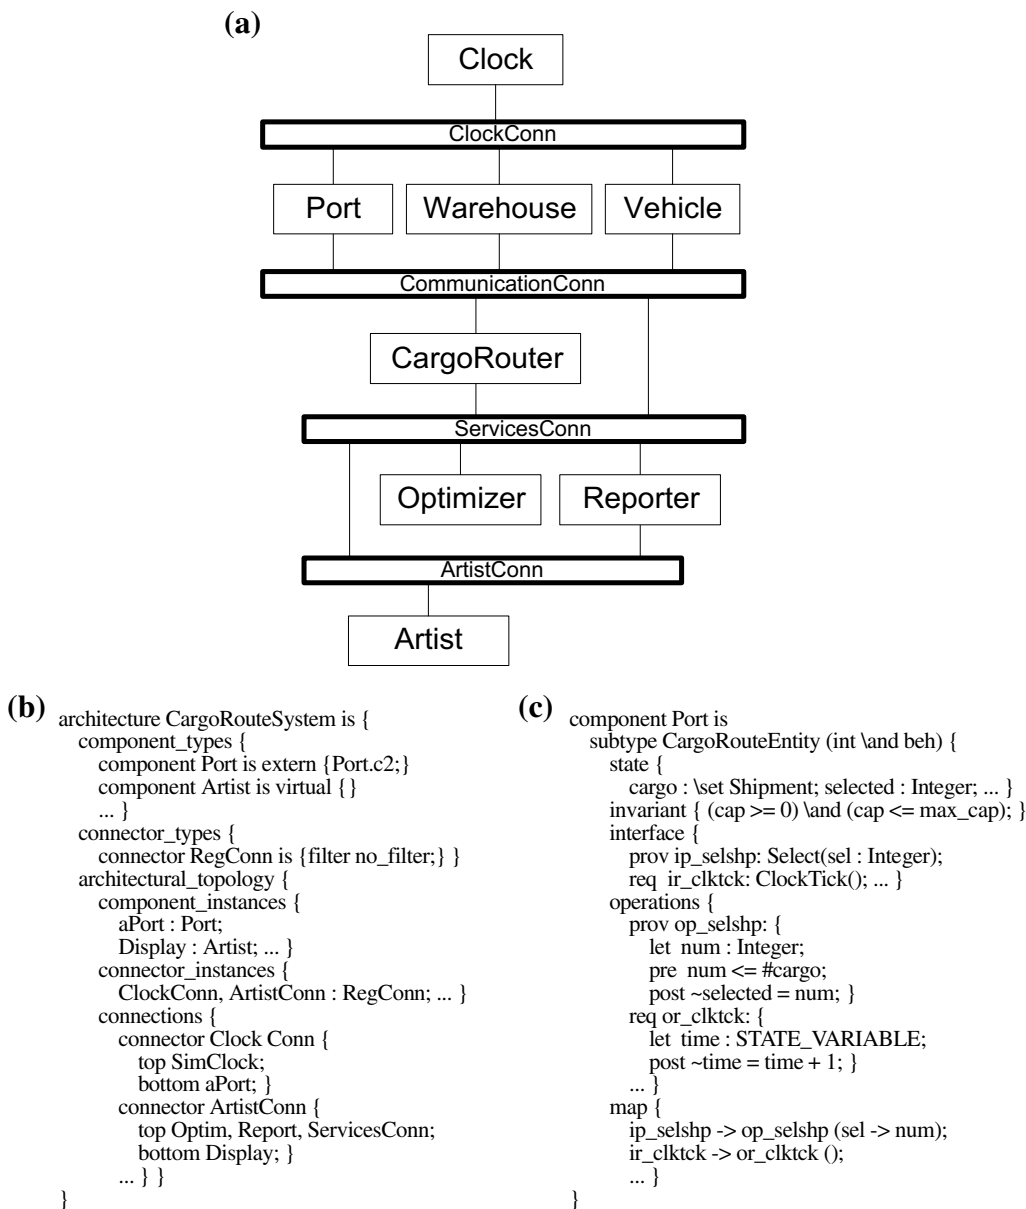 (a)
Clock
ClockConn
Port
Warehouse
Vehicle
CommunicationConn
CargoRouter
ServicesConn
Optimizer
Reporter
ArtistConn
Artist
(b)
architecture CargoRouteSystem is {
component_types {
component Port is extern {Port.c2;}
component Artist is virtual {}
... }
connector_types {
connector RegConn is {filter no_filter;} }
architectural_topology {
component_instances {
aPort : Port;
Display : Artist; ... }
connector_instances {
ClockConn, ArtistConn : RegConn; ... }
connections {
connector Clock Conn {
top SimClock;
bottom aPort; }
connector ArtistConn {
top Optim, Report, ServicesConn;
bottom Display; }
... } }
}
(c)
component Port is
subtype CargoRouteEntity (int \and beh) {
state {
cargo : \set Shipment; selected : Integer; ... }
invariant { (cap >= 0) \and (cap <= max_cap); }
interface {
prov ip_selshp: Select(sel : Integer);
req ir_clktck: ClockTick(); ... }
operations {
prov op_selshp: {
let num : Integer;
pre num <= #cargo;
post ~selected = num; }
req or_clktck: {
let time : STATE_VARIABLE;
post ~time = time + 1; }
... }
map {
ip_selshp -> op_selshp (sel -> num);
ir_clktck -> or_clktck ();
... }
}